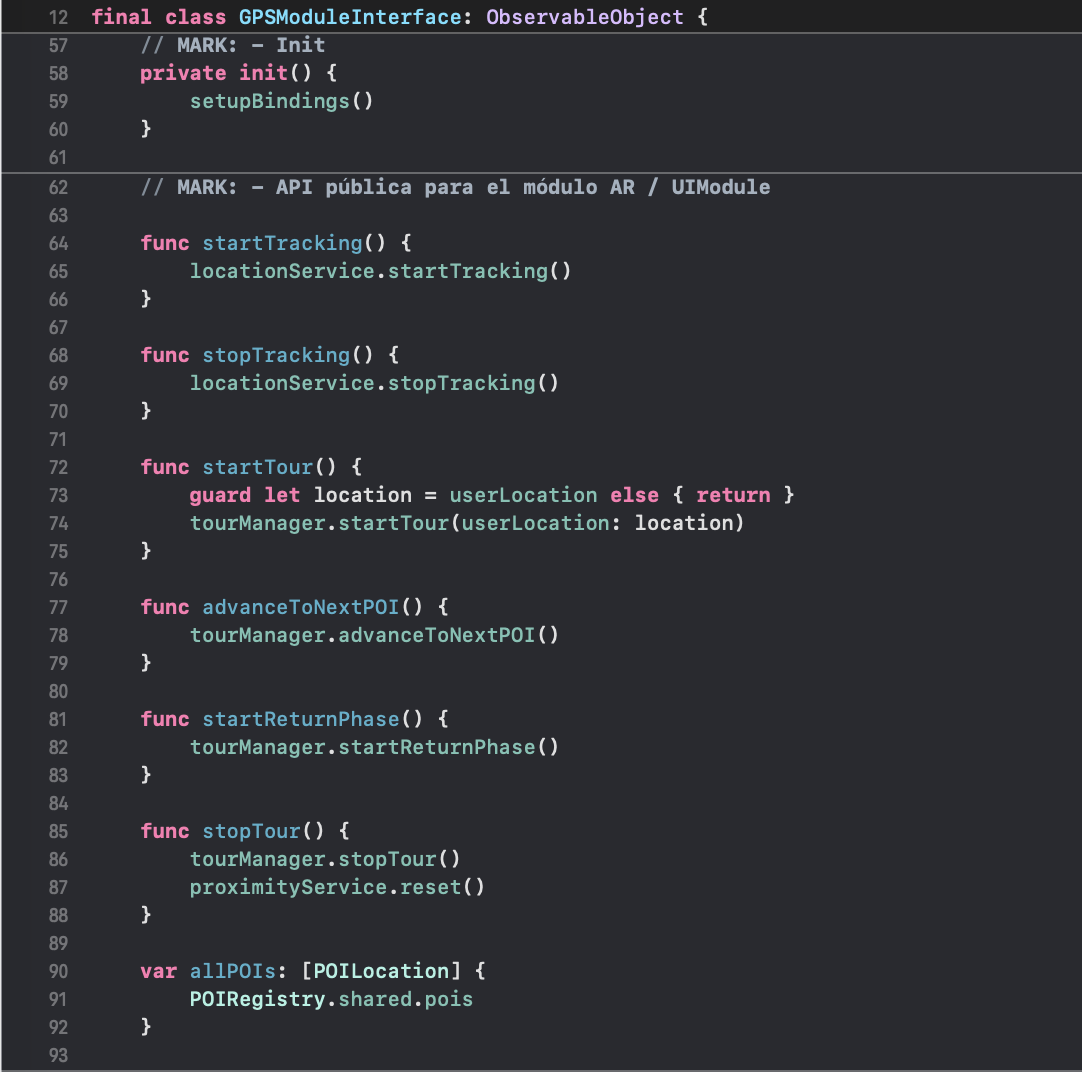 12 final class GPSModuleInterface: ObservableObject {
57     // MARK: - Init
58     private init() {
59         setupBindings()
60     }
61
62     // MARK: - API pública para el módulo AR / UIModule
63
64     func startTracking() {
65         locationService.startTracking()
66     }
67
68     func stopTracking() {
69         locationService.stopTracking()
70     }
71
72     func startTour() {
73         guard let location = userLocation else { return }
74         tourManager.startTour(userLocation: location)
75     }
76
77     func advanceToNextPOI() {
78         tourManager.advanceToNextPOI()
79     }
80
81     func startReturnPhase() {
82         tourManager.startReturnPhase()
83     }
84
85     func stopTour() {
86         tourManager.stopTour()
87         proximityService.reset()
88     }
89
90     var allPOIs: [POILocation] {
91         POIRegistry.shared.pois
92     }
93